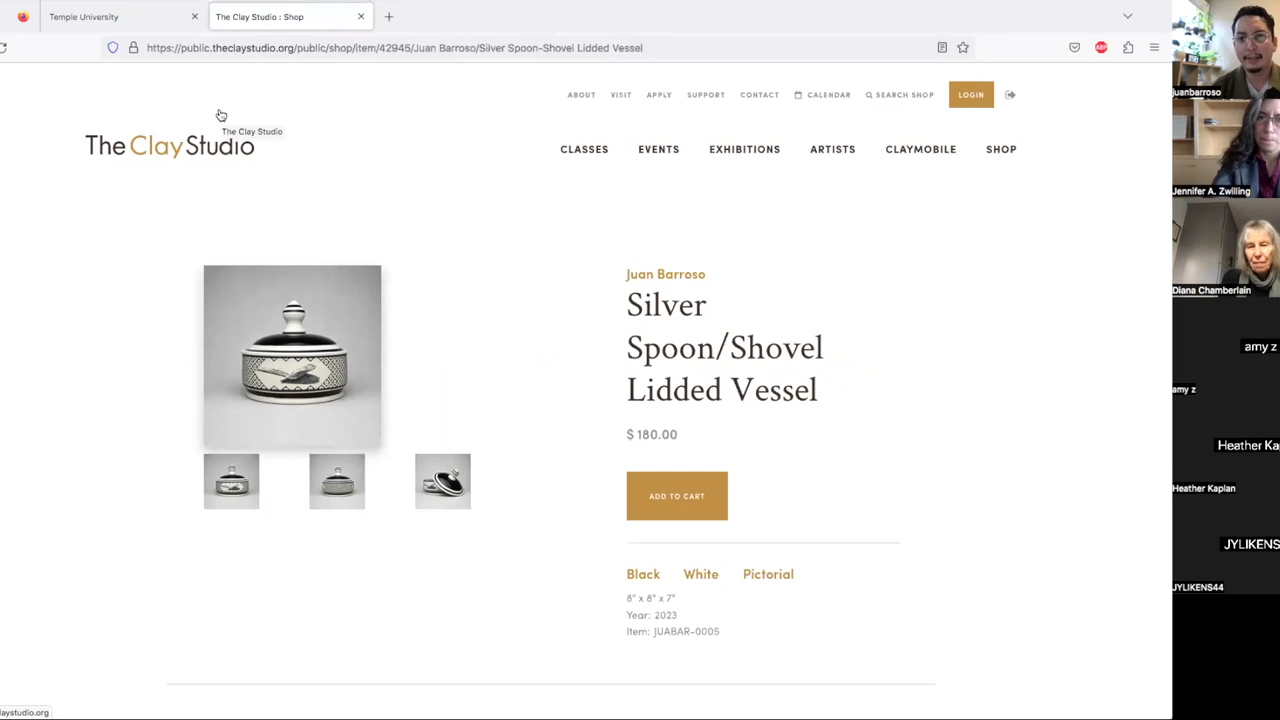 Temple University
The Clay Studio : Shop
https://public.theclaystudio.org/public/shop/item/42945/Juan Barroso/Silver Spoon-Shovel Lidded Vessel
ABP
ABOUT VISIT APPLY SUPPORT CONTACT CALENDAR SEARCH SHOP LOGIN
The Clay Studio
The Clay Studio
CLASSES EVENTS EXHIBITIONS ARTISTS CLAYMOBILE SHOP
Juan Barroso
Silver
Spoon/Shovel
Lidded Vessel
$ 180.00
ADD TO CART
Black White Pictorial
8" x 8" x 7"
Year: 2023
Item: JUABAR-0005
laystudio.org
juanbarroso
Jennifer A. Zwilling
Diana Chamberlain
amy z
amy z
Heather Ka
Heather Kaplan
JYLIKENS
JYLIKENS44